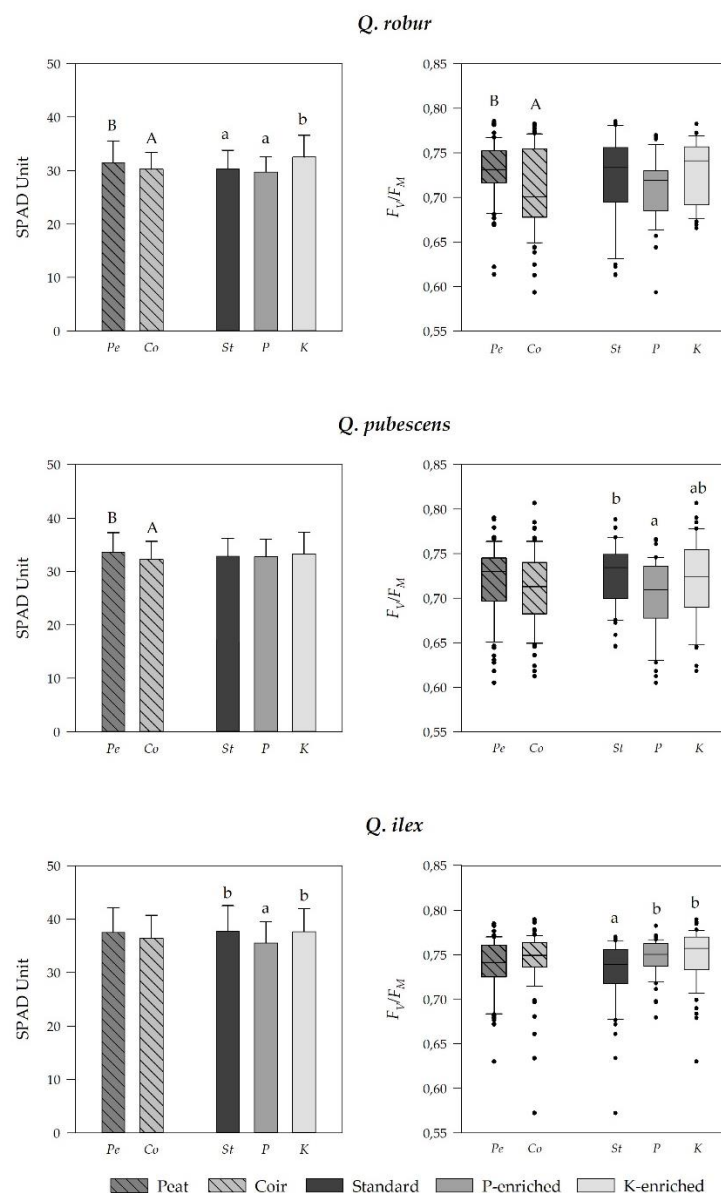 Q. robur
50
40
30
20
10
0
SPAD Unit
B
A
a
a
b
Pe
Co
St
P
K
0,85
0,80
0,75
0,70
0,65
0,60
0,55
FV/FM
B
A
Pe
Co
St
P
K
Q. pubescens
50
40
30
20
10
0
SPAD Unit
B
A
Pe
Co
St
P
K
0,85
0,80
0,75
0,70
0,65
0,60
0,55
FV/FM
b
a
ab
Pe
Co
St
P
K
Q. ilex
50
40
30
20
10
0
SPAD Unit
b
a
b
Pe
Co
St
P
K
0,85
0,80
0,75
0,70
0,65
0,60
0,55
FV/FM
a
b
b
Pe
Co
St
P
K
Peat Coir Standard P-enriched K-enriched